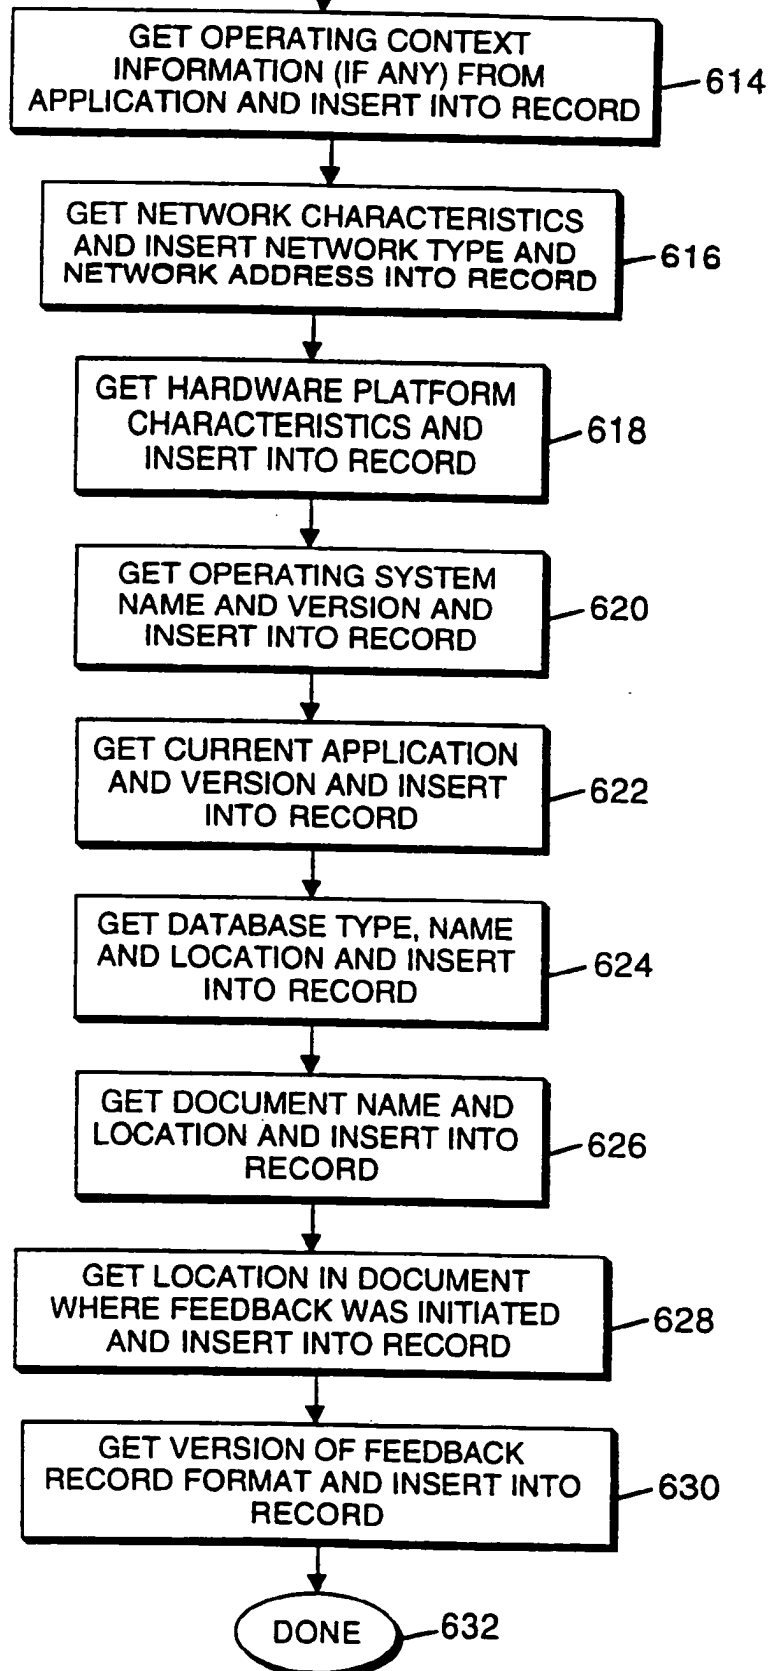 GET OPERATING CONTEXT
INFORMATION (IF ANY) FROM
APPLICATION AND INSERT INTO RECORD
614
GET NETWORK CHARACTERISTICS
AND INSERT NETWORK TYPE AND
NETWORK ADDRESS INTO RECORD
616
GET HARDWARE PLATFORM
CHARACTERISTICS AND
INSERT INTO RECORD
618
GET OPERATING SYSTEM
NAME AND VERSION AND
INSERT INTO RECORD
620
GET CURRENT APPLICATION
AND VERSION AND INSERT
INTO RECORD
622
GET DATABASE TYPE, NAME
AND LOCATION AND INSERT
INTO RECORD
624
GET DOCUMENT NAME AND
LOCATION AND INSERT INTO
RECORD
626
GET LOCATION IN DOCUMENT
WHERE FEEDBACK WAS INITIATED
AND INSERT INTO RECORD
628
GET VERSION OF FEEDBACK
RECORD FORMAT AND INSERT INTO
RECORD
630
DONE
632